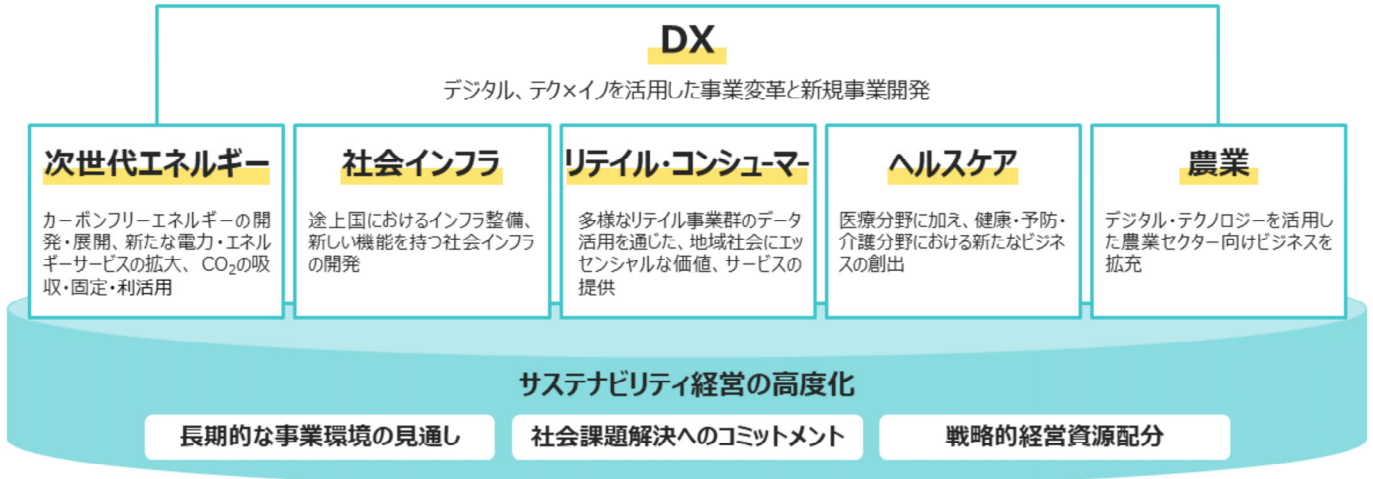 DX
デジタル、テク×イノを活用した事業変革と新規事業開発
次世代エネルギー
カーボンフリーエネルギーの開
発・展開、新たな電力・エネル
ギーサービスの拡大、CO₂の吸
収・固定・利活用
社会インフラ
途上国におけるインフラ整備、
新しい機能を持つ社会インフラ
の開発
リテイル・コンシューマー
多様なリテイル事業群のデータ
活用を通じた、地域社会にエッ
センシャルな価値、サービスの
提供
ヘルスケア
医療分野に加え、健康・予防・
介護分野における新たなビジネ
スの創出
農業
デジタル・テクノロジーを活用し
た農業セクター向けビジネスを
拡充
サステナビリティ経営の高度化
長期的な事業環境の見通し
社会課題解決へのコミットメント
戦略的経営資源配分